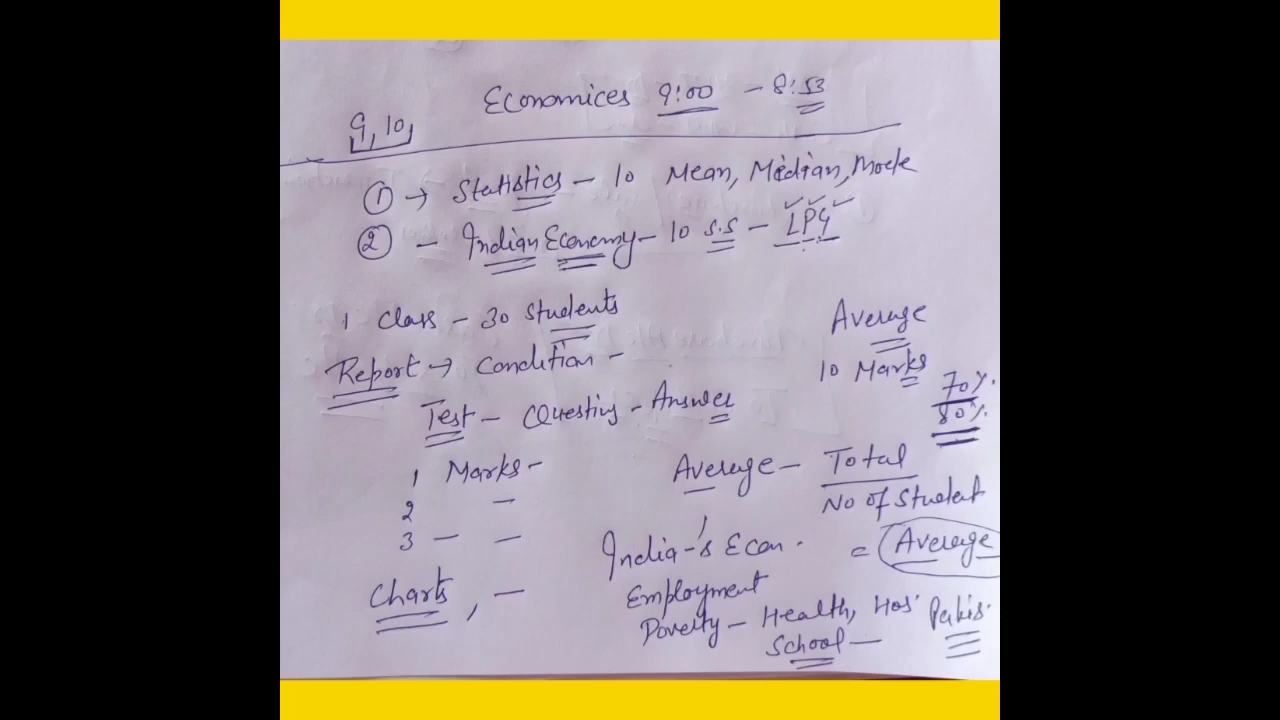 Economices 9:00 - 8:53
9, 10
① → Statistics - 10 Mean, Median, Mode
② - Indian Economy - 10 S.S - LPG
1 Class - 30 Students
Average
Report → Condition -
10 Marks
70%.
80%.
Test - Questing - Answer
1 Marks -
Average - Total
2 -
No of Student
3 - -
India's Econ.
= Average
Charts, -
Employment
Poverty - Health, Hos'
Pakis.
School -